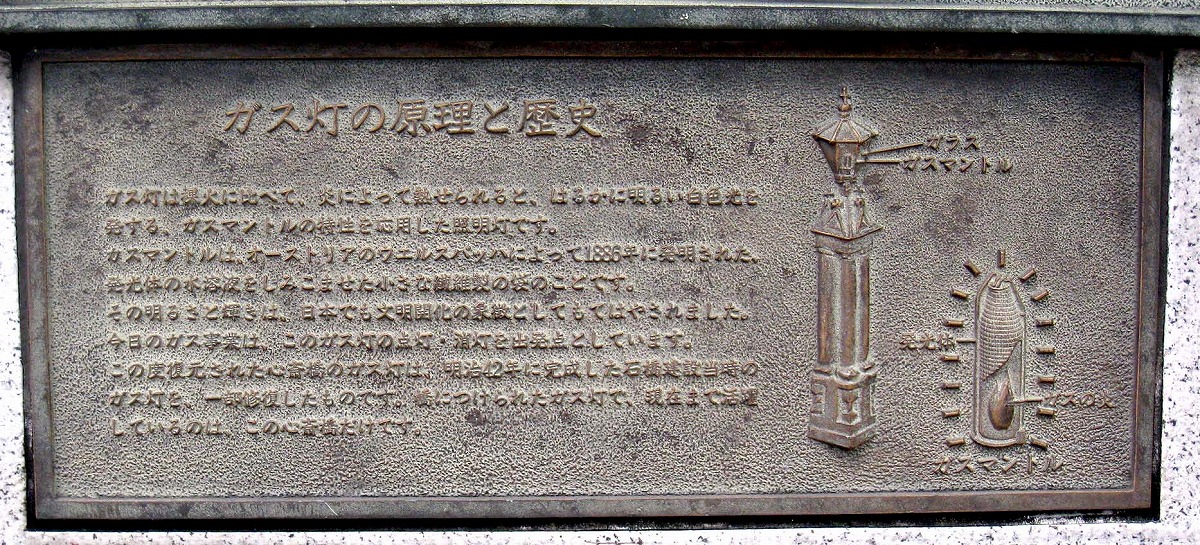 ガス灯の原理と歴史
ガス灯は裸火に比べて、炎によって熱せられると、はるかに明るい白色光を
発する、ガスマントルの特性を応用した照明灯です。
ガスマントルは、オーストリアのウエルスバッハによって1886年に発明された、
発光体の水溶液をしみこませた小さな繊維製の袋のことです。
その明るさと輝きは、日本でも文明開化の象徴としてもてはやされました。
今日のガス事業は、このガス灯の点灯・消灯を出発点としています。
この度復元された心斎橋のガス灯は、明治42年に完成した石橋建設当時の
ガス灯を、一部修復したものです。橋につけられたガス灯で、現在まで活躍
しているのは、この心斎橋だけです。
ガラス
ガスマントル
発光体
ガスの炎
ガスマントル